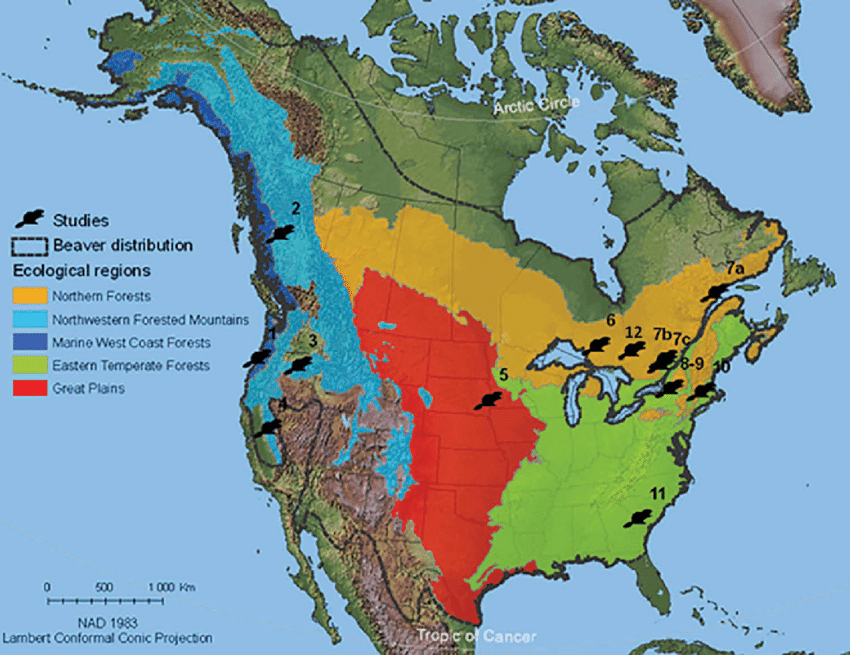 Arctic Circle
2
Studies
Beaver distribution
Ecological regions
Northern Forests
Northwestern Forested Mountains
Marine West Coast Forests
Eastern Temperate Forests
Great Plains
7a
6
12
7b
7c
1
3
8-9
10
5
4
11
0 500 1 000 Km
NAD 1983
Lambert Conformal Conic Projection
Tropic of Cancer